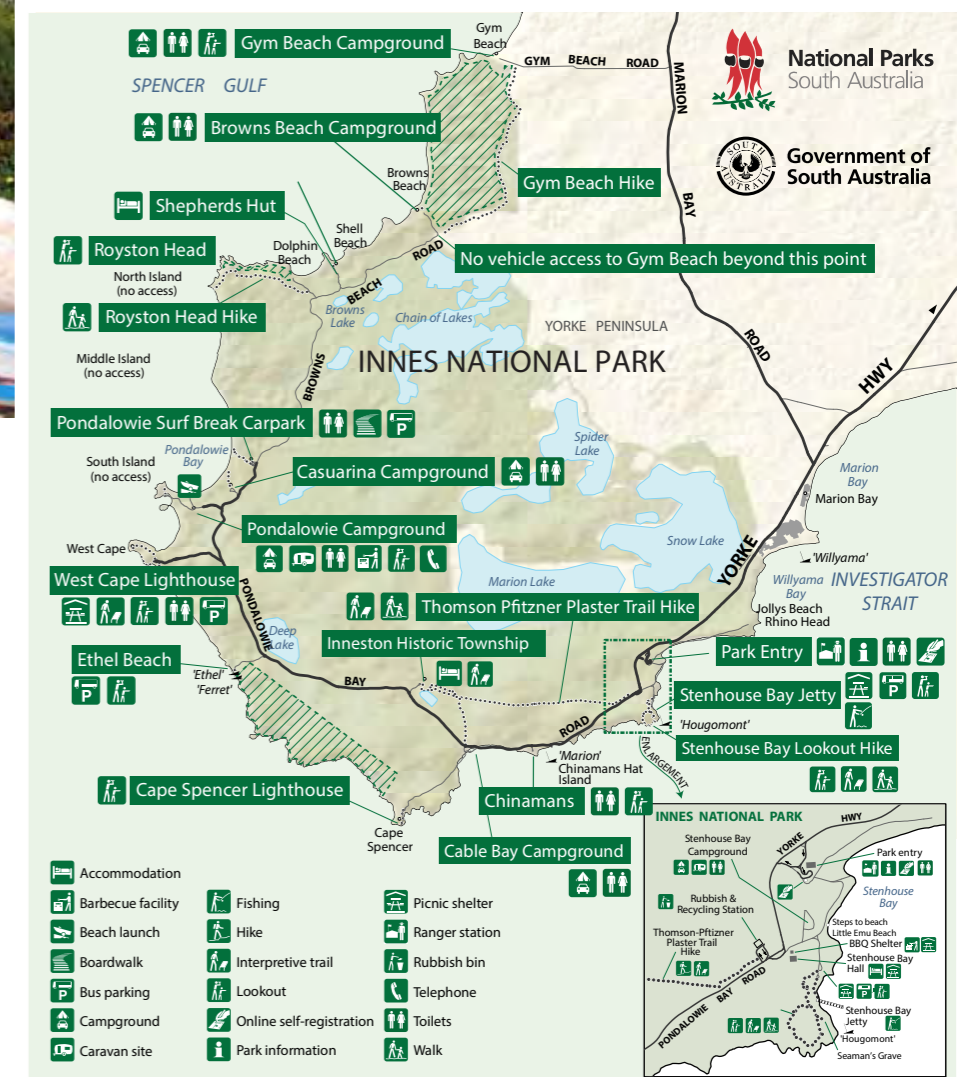 Gym
Beach
Gym Beach Campground
GYM BEACH ROAD
MARION
BAY
ROAD
National Parks
South Australia
SOUTH AUSTRALIA
Government of
South Australia
SPENCER GULF
Browns Beach Campground
Browns
Beach
Gym Beach Hike
Shepherds Hut
Shell
Beach
Royston Head
Dolphin
Beach
BROWNS
BEACH
ROAD
No vehicle access to Gym Beach beyond this point
North Island
(no access)
Royston Head Hike
Browns
Lake
Chain of Lakes
YORKE PENINSULA
INNES NATIONAL PARK
Middle Island
(no access)
YORKE
HWY
Pondalowie Surf Break Carpark
P
Pondalowie
Bay
South Island
(no access)
Casuarina Campground
Spider
Lake
Marion
Bay
Marion Bay
Pondalowie Campground
Snow Lake
West Cape
'Willyama'
West Cape Lighthouse
P
PONDALOWIE
BAY
ROAD
Marion Lake
Willyama
Bay
INVESTIGATOR
STRAIT
Thomson Pfitzner Plaster Trail Hike
Jollys Beach
Rhino Head
Deep
Lake
Inneston Historic Township
Park Entry
i
Ethel Beach
P
'Ethel'
'Ferret'
Stenhouse Bay Jetty
P
'Hougomont'
Stenhouse Bay Lookout Hike
'Marion'
Chinamans Hat
Island
ENLARGEMENT
Cape Spencer Lighthouse
Chinamans
Cape
Spencer
Cable Bay Campground
Accommodation
Barbecue facility
Beach launch
Boardwalk
P Bus parking
Campground
Caravan site
Fishing
Hike
Interpretive trail
Lookout
Online self-registration
i Park information
Picnic shelter
Ranger station
Rubbish bin
Telephone
Toilets
Walk
INNES NATIONAL PARK
YORKE
HWY
Stenhouse Bay
Campground
Park entry
i
Stenhouse
Bay
Rubbish &
Recycling Station
Steps to beach
Little Emu Beach
BBQ Shelter
Thomson-Pfitzner
Plaster Trail
Hike
Stenhouse Bay
Hall
P
PONDALOWIE BAY ROAD
Stenhouse Bay
Jetty
'Hougomont'
Seaman's Grave